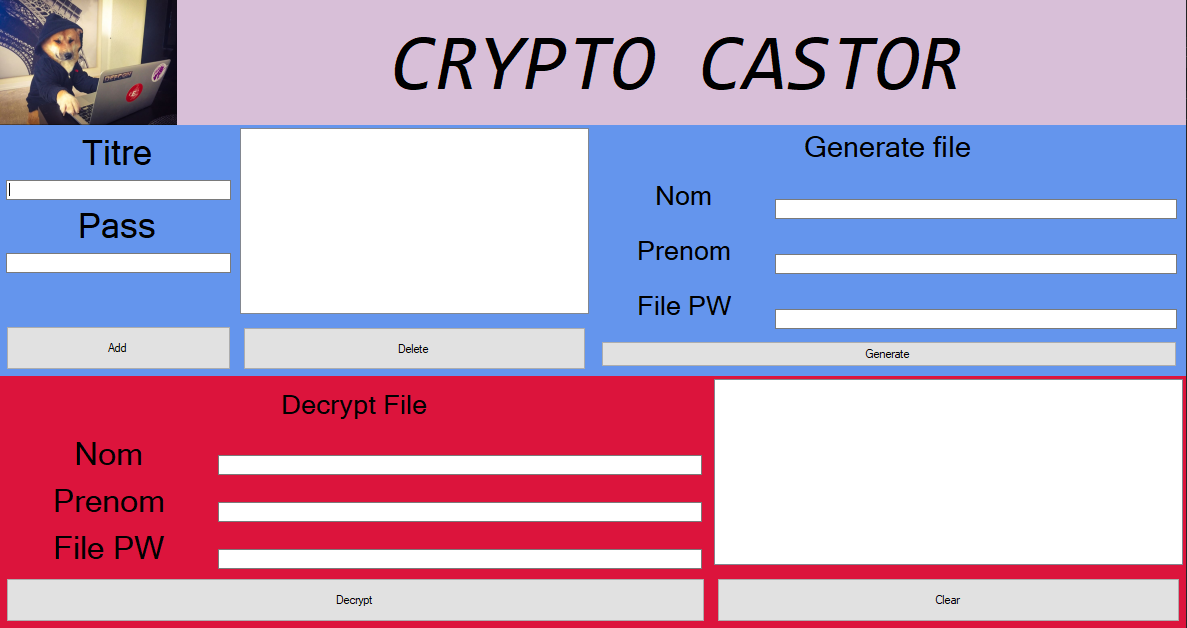 CRYPTO CASTOR
Titre
Pass
Add
Delete
Generate file
Nom
Prenom
File PW
Generate
Decrypt File
Nom
Prenom
File PW
Decrypt
Clear